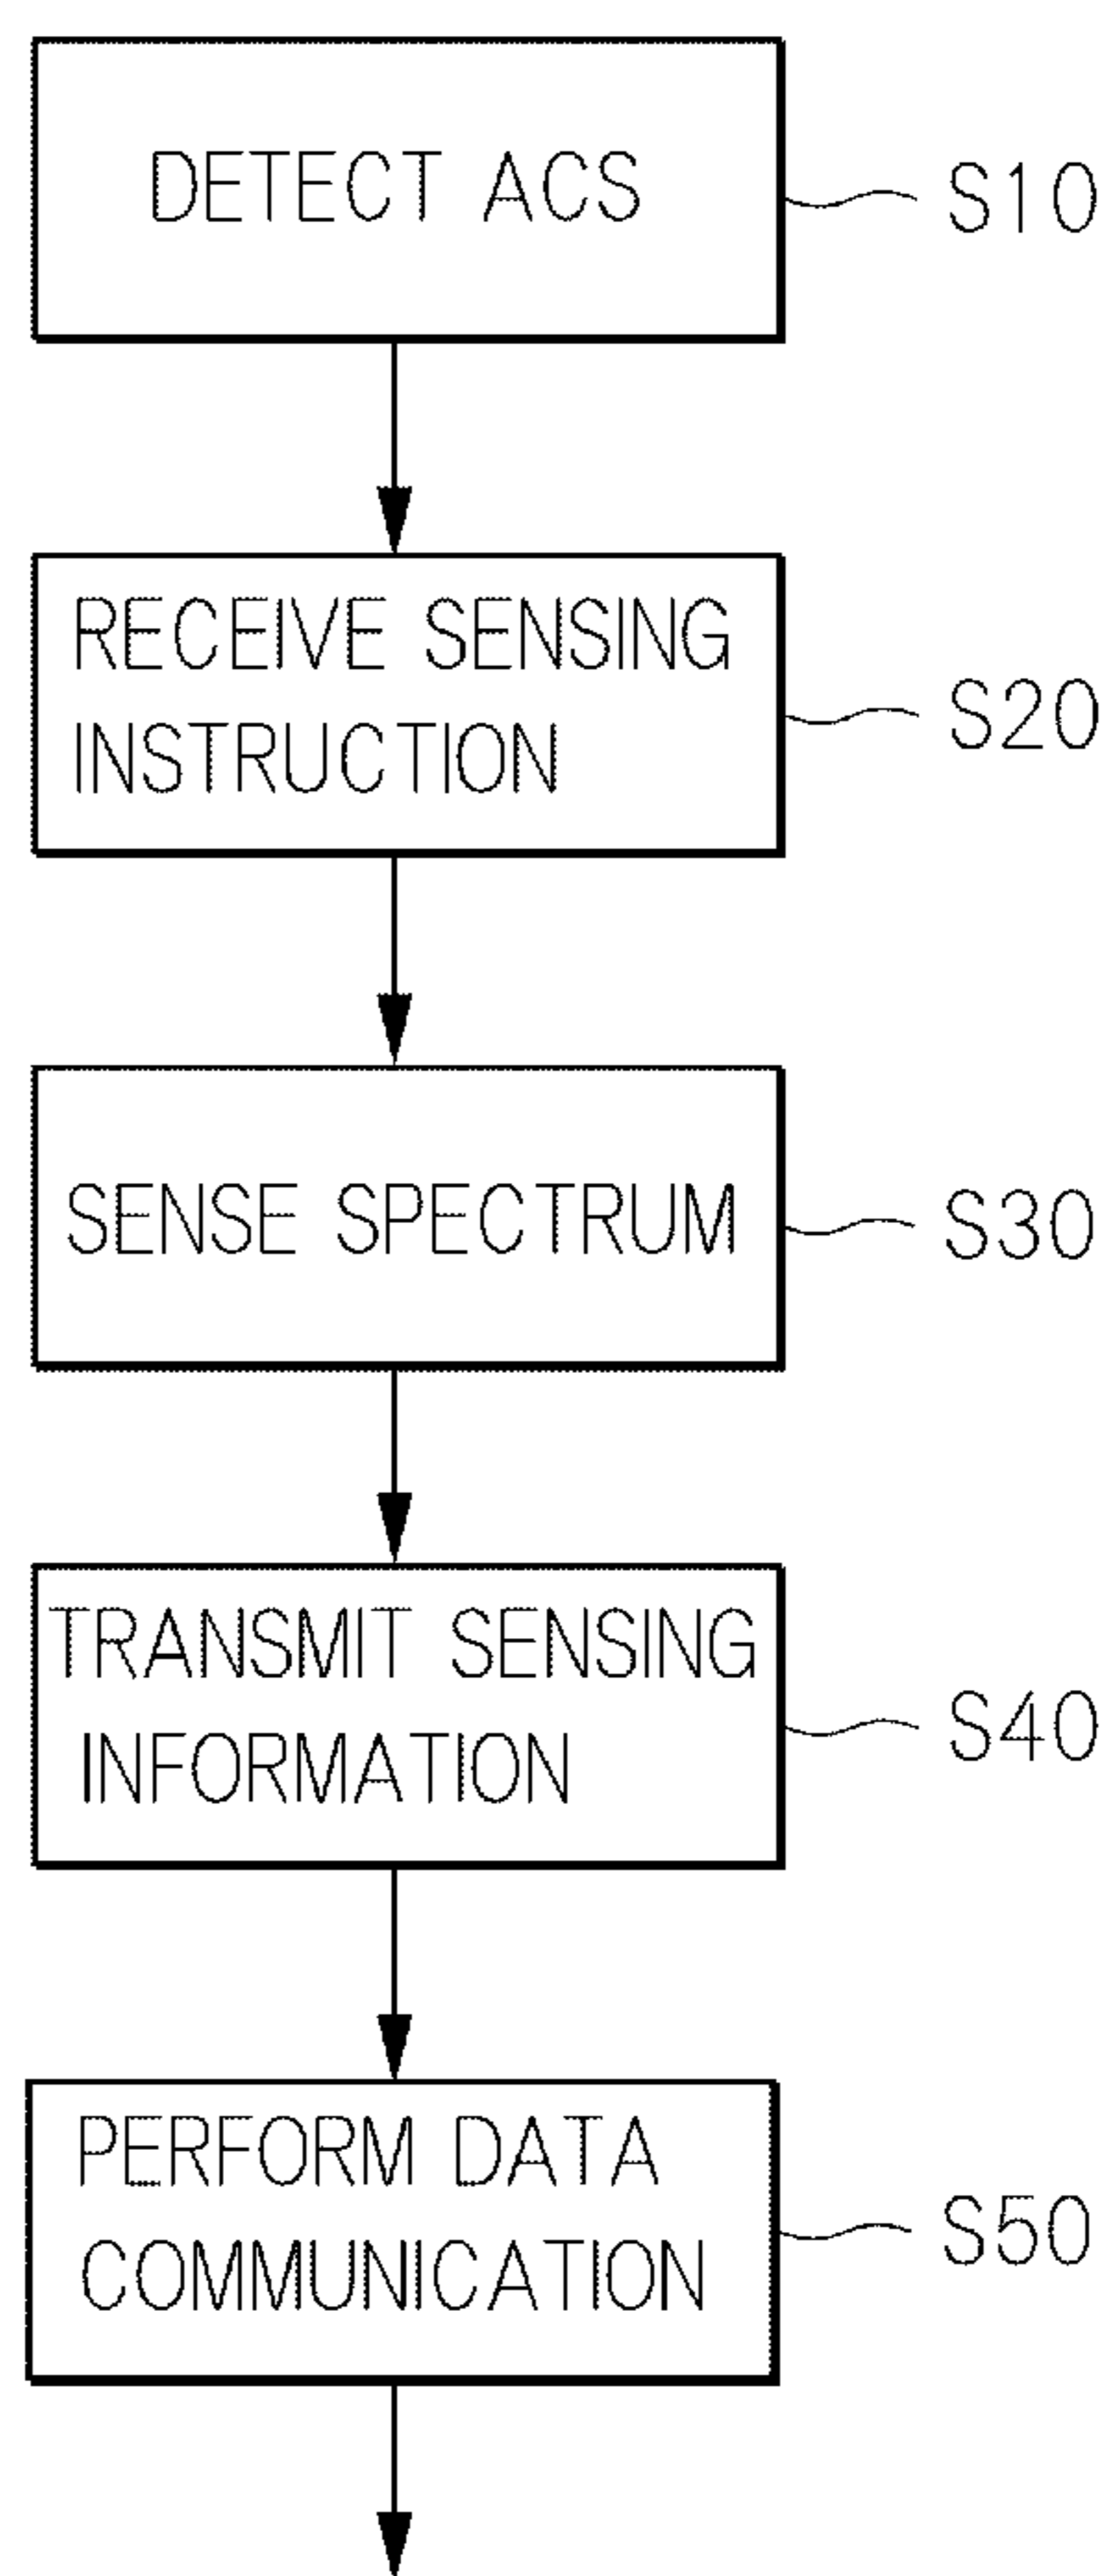 DETECT ACS
S10
RECEIVE SENSING
INSTRUCTION
S20
SENSE SPECTRUM
S30
TRANSMIT SENSING
INFORMATION
S40
PERFORM DATA
COMMUNICATION
S50